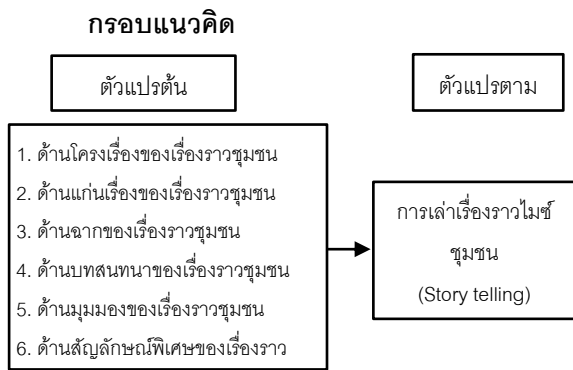 กรอบแนวคิด
ตัวแปรต้น
ตัวแปรตาม
1. ด้านโครงเรื่องของเรื่องราวชุมชน
2. ด้านแก่นเรื่องของเรื่องราวชุมชน
3. ด้านฉากของเรื่องราวชุมชน
4. ด้านบทสนทนาของเรื่องราวชุมชน
5. ด้านมุมมองของเรื่องราวชุมชน
6. ด้านสัญลักษณ์พิเศษของเรื่องราว
การเล่าเรื่องราวไมซ์
ชุมชน
(Story telling)